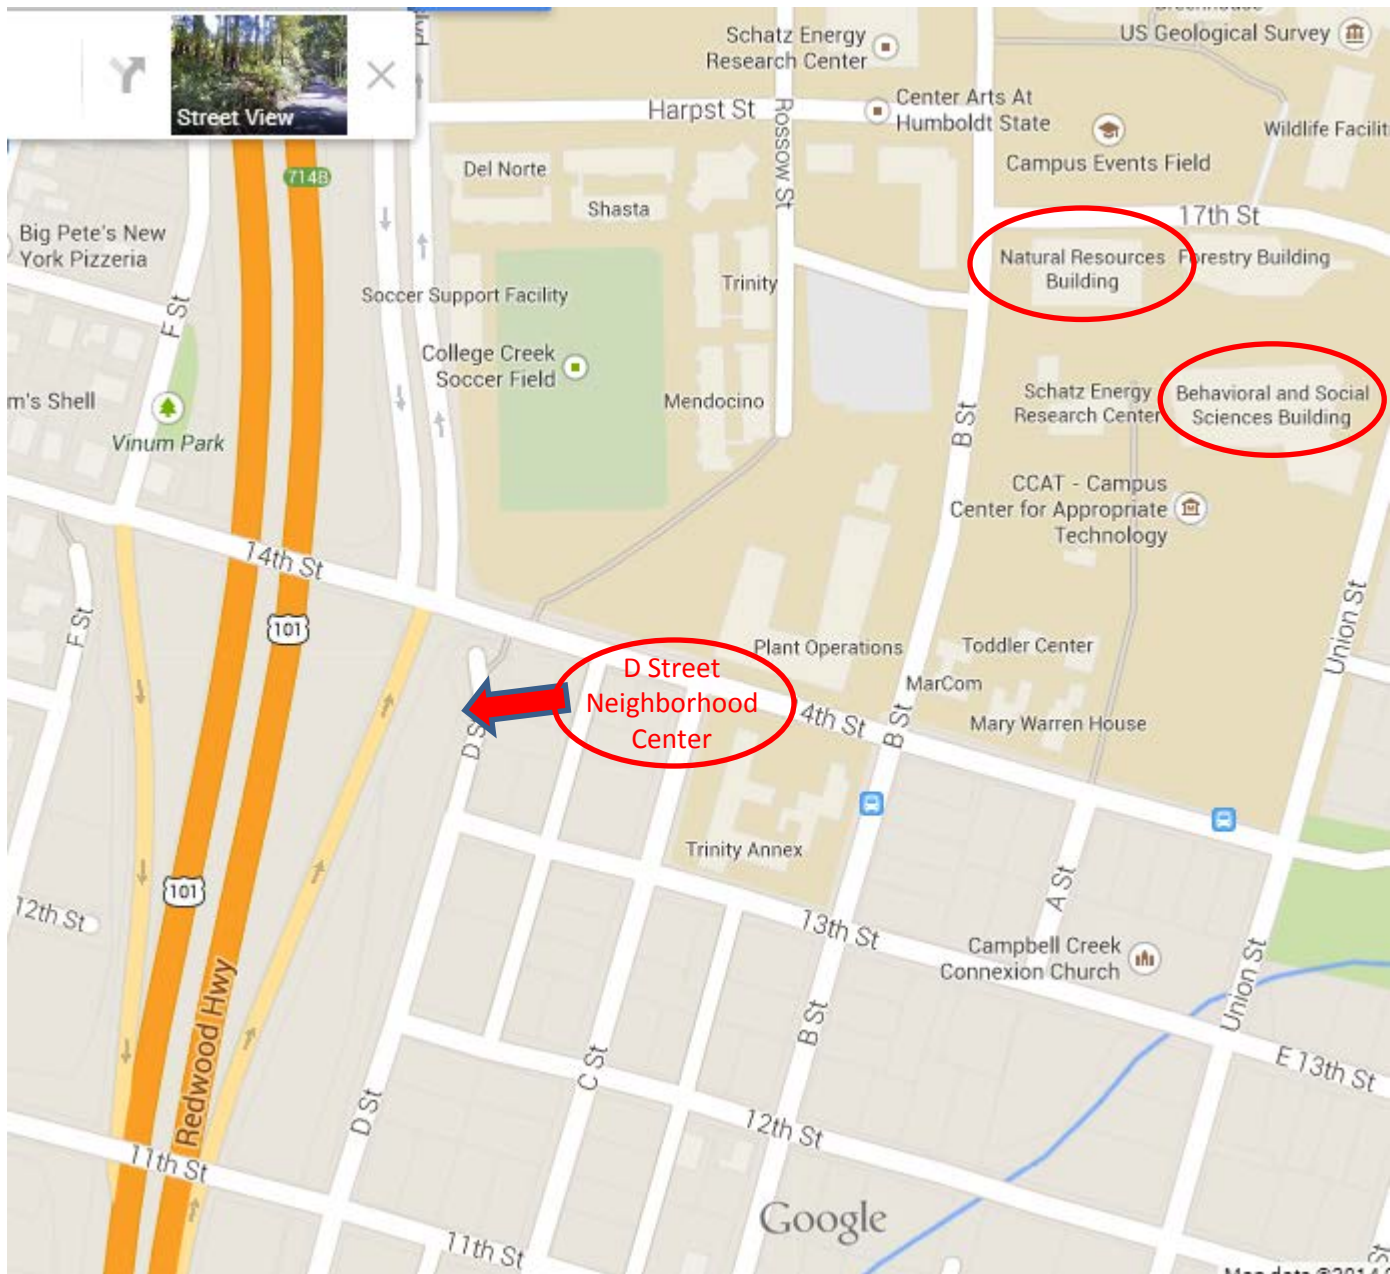 Street View
Schatz Energy
Research Center
US Geological Survey
Harpst St
Rossow St
Center Arts At
Humboldt State
Campus Events Field
Wildlife Facilit
714B
Del Norte
Shasta
17th St
Big Pete's New
York Pizzeria
Natural Resources
Building
Forestry Building
Trinity
Soccer Support Facility
F St
College Creek
Soccer Field
m's Shell
Mendocino
Schatz Energy
Research Center
Behavioral and Social
Sciences Building
B St
Vinum Park
CCAT - Campus
Center for Appropriate
Technology
14th St
101
F St
Union St
Plant Operations
Toddler Center
D Street
Neighborhood
Center
MarCom
4th St
B St
Mary Warren House
D S
Trinity Annex
101
12th St
A St
13th St
Campbell Creek
Connexion Church
Union St
Redwood Hwy
B St
E 13th St
C St
D St
12th St
11th St
Google
11th St
St